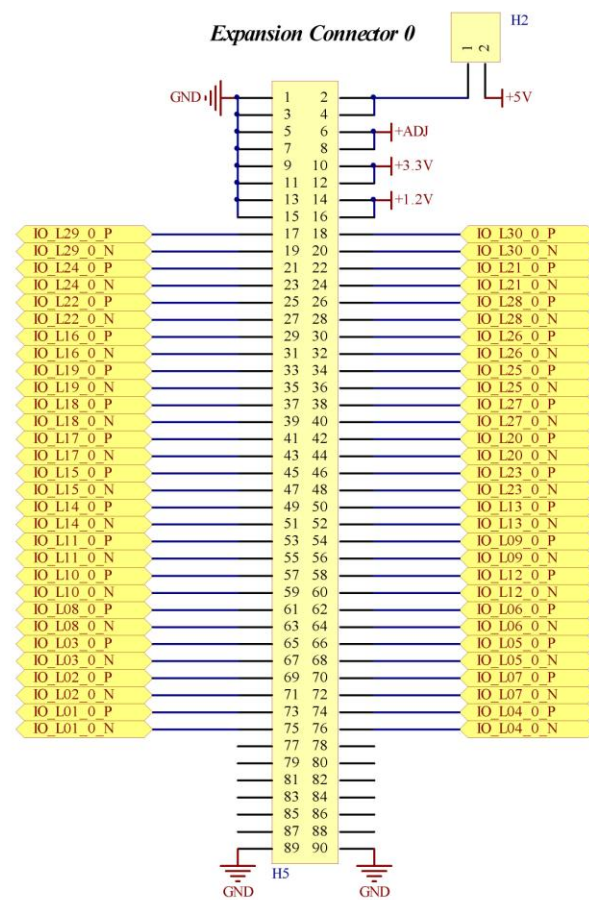 Expansion Connector 0
H2
1 2
GND 1 2 +5V
3 4
5 6 +ADJ
7 8
9 10 +3.3V
11 12
13 14 +1.2V
15 16
IO_L29_0_P 17 18 IO_L30_0_P
IO_L29_0_N 19 20 IO_L30_0_N
IO_L24_0_P 21 22 IO_L21_0_P
IO_L24_0_N 23 24 IO_L21_0_N
IO_L22_0_P 25 26 IO_L28_0_P
IO_L22_0_N 27 28 IO_L28_0_N
IO_L16_0_P 29 30 IO_L26_0_P
IO_L16_0_N 31 32 IO_L26_0_N
IO_L19_0_P 33 34 IO_L25_0_P
IO_L19_0_N 35 36 IO_L25_0_N
IO_L18_0_P 37 38 IO_L27_0_P
IO_L18_0_N 39 40 IO_L27_0_N
IO_L17_0_P 41 42 IO_L20_0_P
IO_L17_0_N 43 44 IO_L20_0_N
IO_L15_0_P 45 46 IO_L23_0_P
IO_L15_0_N 47 48 IO_L23_0_N
IO_L14_0_P 49 50 IO_L13_0_P
IO_L14_0_N 51 52 IO_L13_0_N
IO_L11_0_P 53 54 IO_L09_0_P
IO_L11_0_N 55 56 IO_L09_0_N
IO_L10_0_P 57 58 IO_L12_0_P
IO_L10_0_N 59 60 IO_L12_0_N
IO_L08_0_P 61 62 IO_L06_0_P
IO_L08_0_N 63 64 IO_L06_0_N
IO_L03_0_P 65 66 IO_L05_0_P
IO_L03_0_N 67 68 IO_L05_0_N
IO_L02_0_P 69 70 IO_L07_0_P
IO_L02_0_N 71 72 IO_L07_0_N
IO_L01_0_P 73 74 IO_L04_0_P
IO_L01_0_N 75 76 IO_L04_0_N
77 78
79 80
81 82
83 84
85 86
87 88
89 90
H5
GND GND